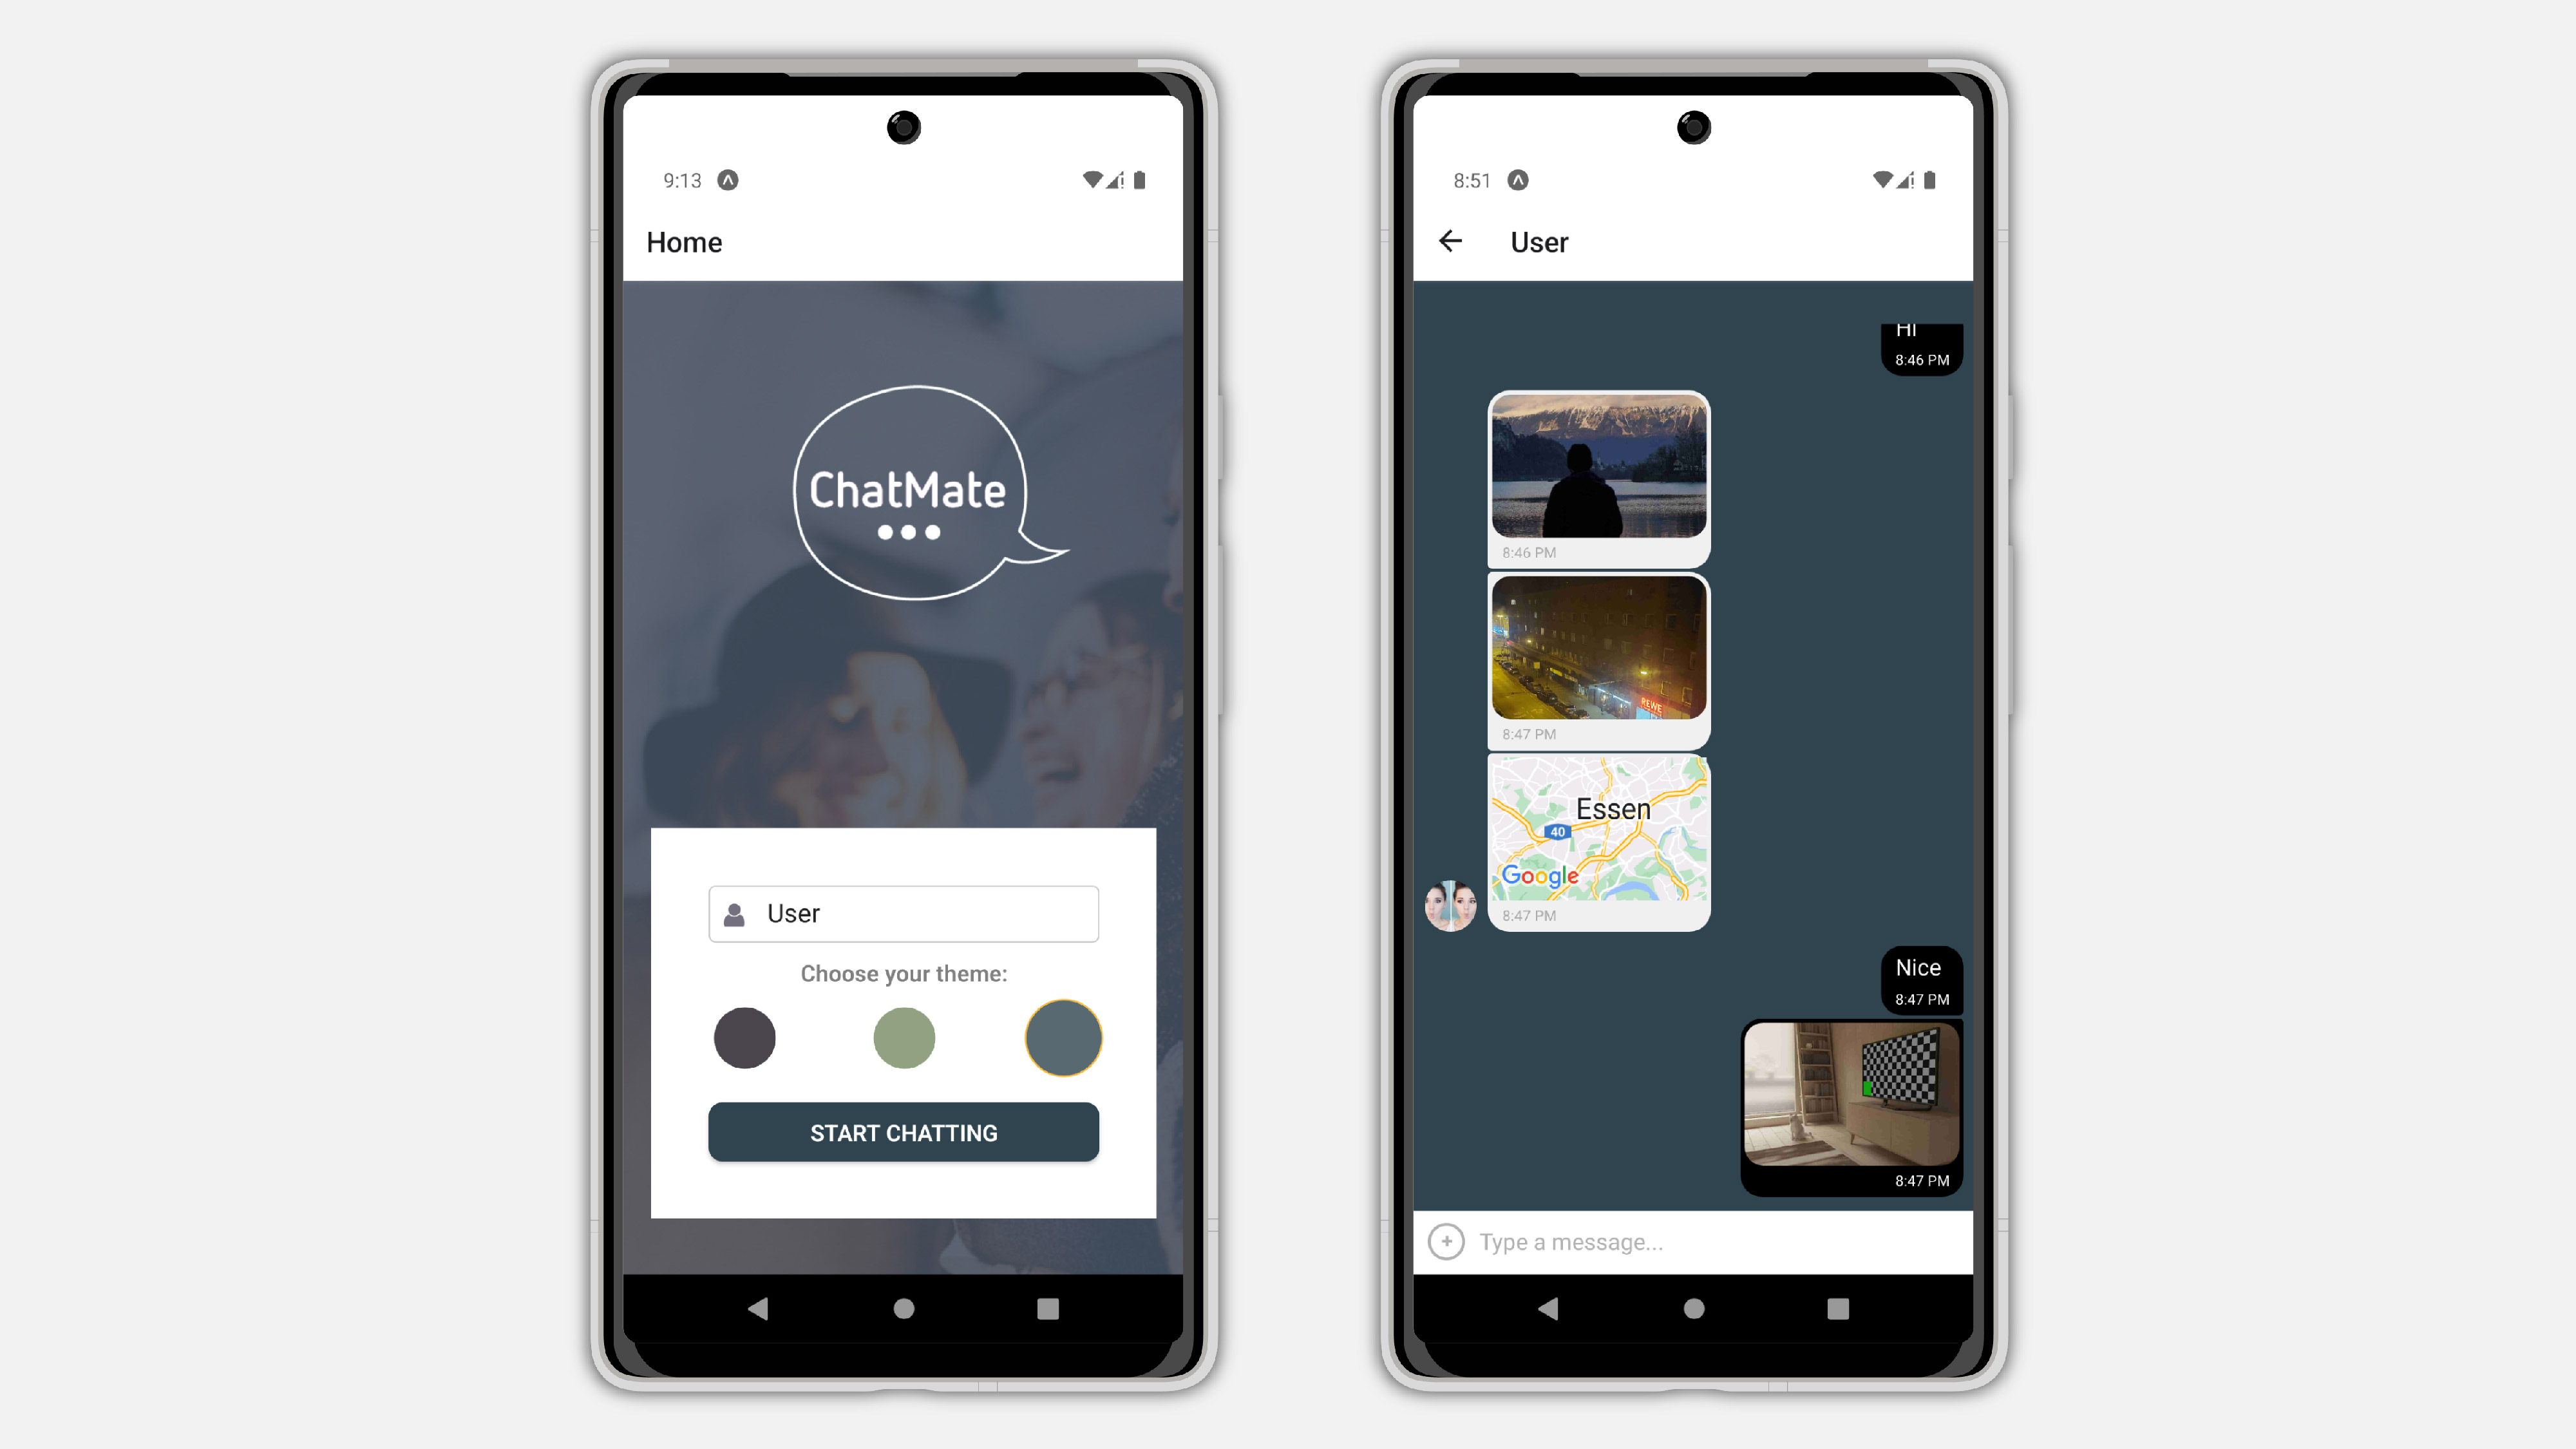 9:13
Home
ChatMate
User
Choose your theme:
START CHATTING
8:51
User
Hi
8:46 PM
8:46 PM
REWE
8:47 PM
Essen
40
Google
8:47 PM
Nice
8:47 PM
8:47 PM
Type a message...